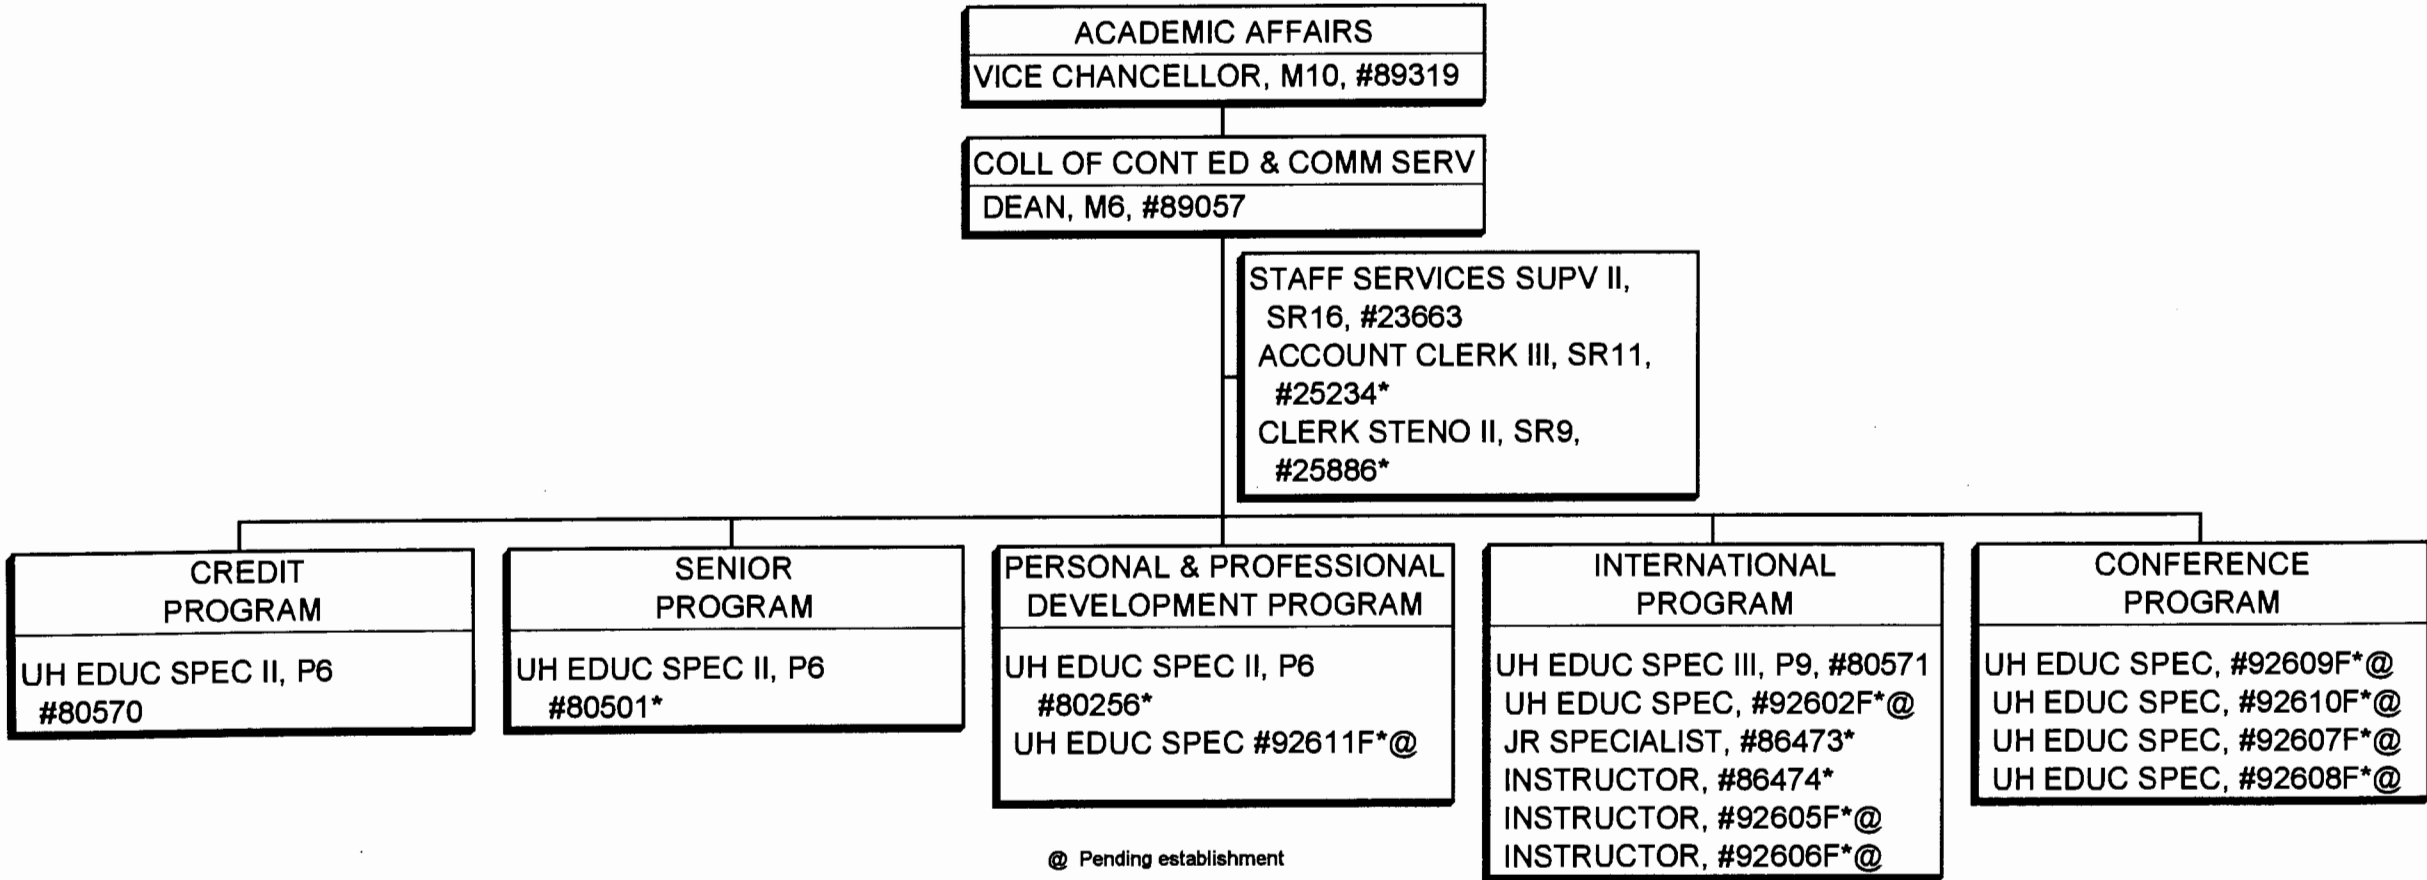 ACADEMIC AFFAIRS
VICE CHANCELLOR, M10, #89319
COLL OF CONT ED & COMM SERV
DEAN, M6, #89057
STAFF SERVICES SUPV II,
SR16, #23663
ACCOUNT CLERK III, SR11,
#25234*
CLERK STENO II, SR9,
#25886*
CREDIT
PROGRAM
UH EDUC SPEC II, P6
#80570
SENIOR
PROGRAM
UH EDUC SPEC II, P6
#80501*
PERSONAL & PROFESSIONAL
DEVELOPMENT PROGRAM
UH EDUC SPEC II, P6
#80256*
UH EDUC SPEC #92611F*@
INTERNATIONAL
PROGRAM
UH EDUC SPEC III, P9, #80571
UH EDUC SPEC, #92602F*@
JR SPECIALIST, #86473*
INSTRUCTOR, #86474*
INSTRUCTOR, #92605F*@
INSTRUCTOR, #92606F*@
CONFERENCE
PROGRAM
UH EDUC SPEC, #92609F*@
UH EDUC SPEC, #92610F*@
UH EDUC SPEC, #92607F*@
UH EDUC SPEC, #92608F*@
@ Pending establishment